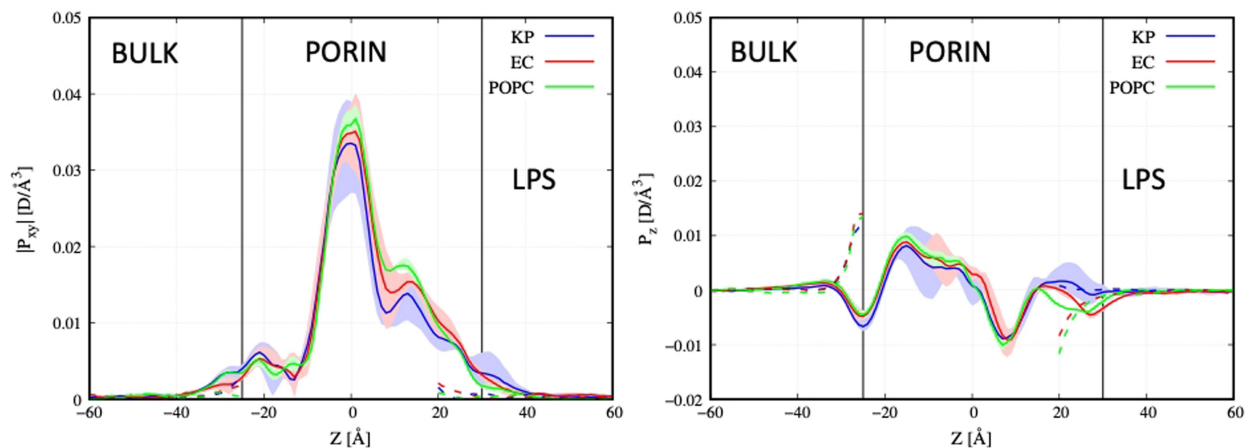 0.05
0.04
0.03
0.02
0.01
0
|Pxy| [D/Å³]
BULK
PORIN
LPS
KP
EC
POPC
−60
−40
−20
0
20
40
60
Z [Å]
0.05
0.04
0.03
0.02
0.01
0
−0.01
−0.02
Pz [D/Å³]
BULK
PORIN
LPS
KP
EC
POPC
−60
−40
−20
0
20
40
60
Z [Å]